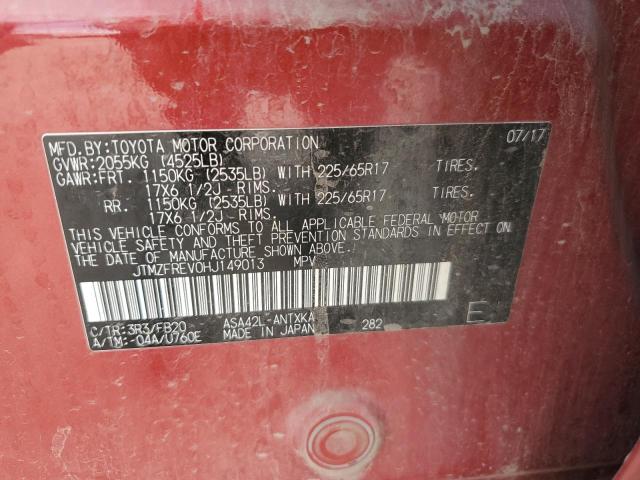 MFD. BY: TOYOTA MOTOR CORPORATION 07/17
GVWR: 2055KG (4525LB)
GAWR: FRT. 1150KG (2535LB) WITH 225/65R17 TIRES.
17X6 1/2J RIMS.
RR. 1150KG (2535LB) WITH 225/65R17 TIRES.
17X6 1/2J RIMS.
THIS VEHICLE CONFORMS TO ALL APPLICABLE FEDERAL MOTOR
VEHICLE SAFETY AND THEFT PREVENTION STANDARDS IN EFFECT ON
THE DATE OF MANUFACTURE SHOWN ABOVE.
JTMZFREV0HJ149013 MPV
C/TR: 3R3/FB20 ASA42L-ANTXKA 282 E
A/TM: -04A/U760E MADE IN JAPAN